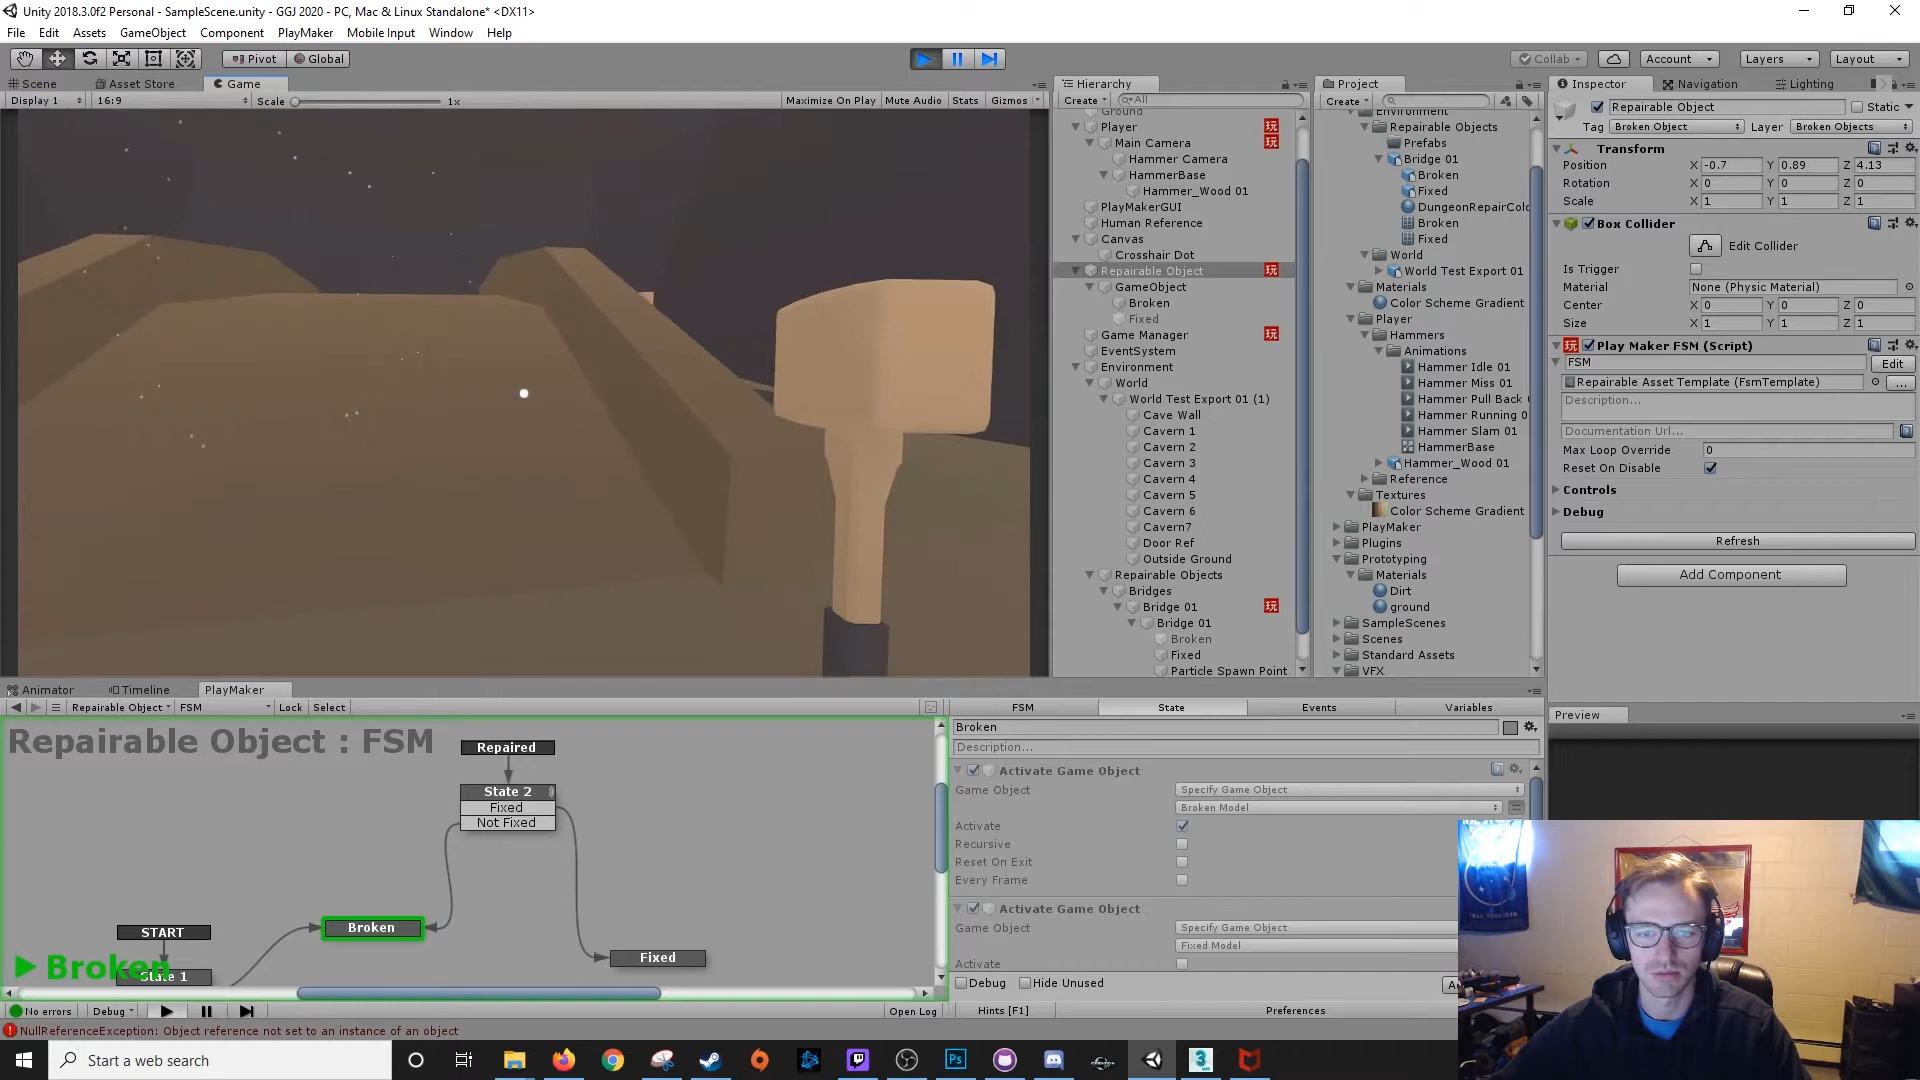 Unity 2018.3.0f2 Personal - SampleScene.unity - GGJ 2020 - PC, Mac & Linux Standalone* <DX11>
File Edit Assets GameObject Component PlayMaker Mobile Input Window Help
Pivot Global Collab Account Layers Layout
Scene Asset Store Game
Display 1 16:9 Scale 1x Maximize On Play Mute Audio Stats Gizmos
Hierarchy
Create All
Ground
Player
Main Camera
Hammer Camera
HammerBase
Hammer_Wood 01
PlayMakerGUI
Human Reference
Canvas
Crosshair Dot
Repairable Object
GameObject
Broken
Fixed
Game Manager
EventSystem
Environment
World
World Test Export 01 (1)
Cave Wall
Cavern 1
Cavern 2
Cavern 3
Cavern 4
Cavern 5
Cavern 6
Cavern7
Door Ref
Outside Ground
Repairable Objects
Bridges
Bridge 01
Bridge 01
Broken
Fixed
Particle Spawn Point
Project
Create
Environment
Repairable Objects
Prefabs
Bridge 01
Broken
Fixed
DungeonRepairColo
Broken
Fixed
World
World Test Export 01
Materials
Color Scheme Gradient
Player
Hammers
Animations
Hammer Idle 01
Hammer Miss 01
Hammer Pull Back
Hammer Running 0
Hammer Slam 01
HammerBase
Hammer_Wood 01
Reference
Textures
Color Scheme Gradient
PlayMaker
Plugins
Prototyping
Materials
Dirt
ground
SampleScenes
Scenes
Standard Assets
VFX
Inspector Navigation Lighting
Repairable Object Static
Tag Broken Object Layer Broken Objects
Transform
Position X -0.7 Y 0.89 Z 4.13
Rotation X 0 Y 0 Z 0
Scale X 1 Y 1 Z 1
Box Collider
Edit Collider
Is Trigger
Material None (Physic Material)
Center X 0 Y 0 Z 0
Size X 1 Y 1 Z 1
玩 Play Maker FSM (Script)
FSM Edit
Repairable Asset Template (FsmTemplate) ...
Description...
Documentation Url...
Max Loop Override 0
Reset On Disable
Controls
Debug
Refresh
Add Component
Preview
Animator Timeline PlayMaker
Repairable Object FSM Lock Select
Repairable Object : FSM
Repaired
State 2
Fixed
Not Fixed
START
State 1
Broken
Fixed
Broken
FSM State Events Variables
Broken
Description...
Activate Game Object
Game Object Specify Game Object
Broken Model
Activate
Recursive
Reset On Exit
Every Frame
Activate Game Object
Game Object Specify Game Object
Fixed Model
Activate
Debug Hide Unused
Hints [F1] Preferences
No errors Debug Open Log
NullReferenceException: Object reference not set to an instance of an object
Start a web search
Ps
3